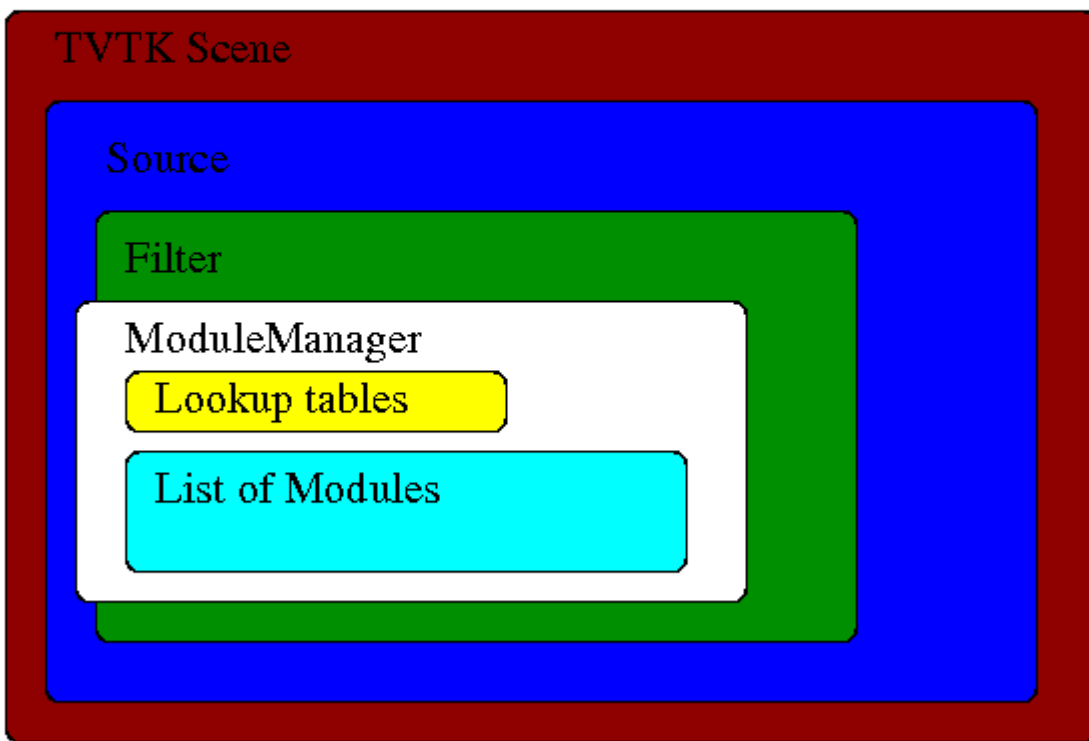 TVTK Scene
Source
Filter
ModuleManager
Lookup tables
List of Modules